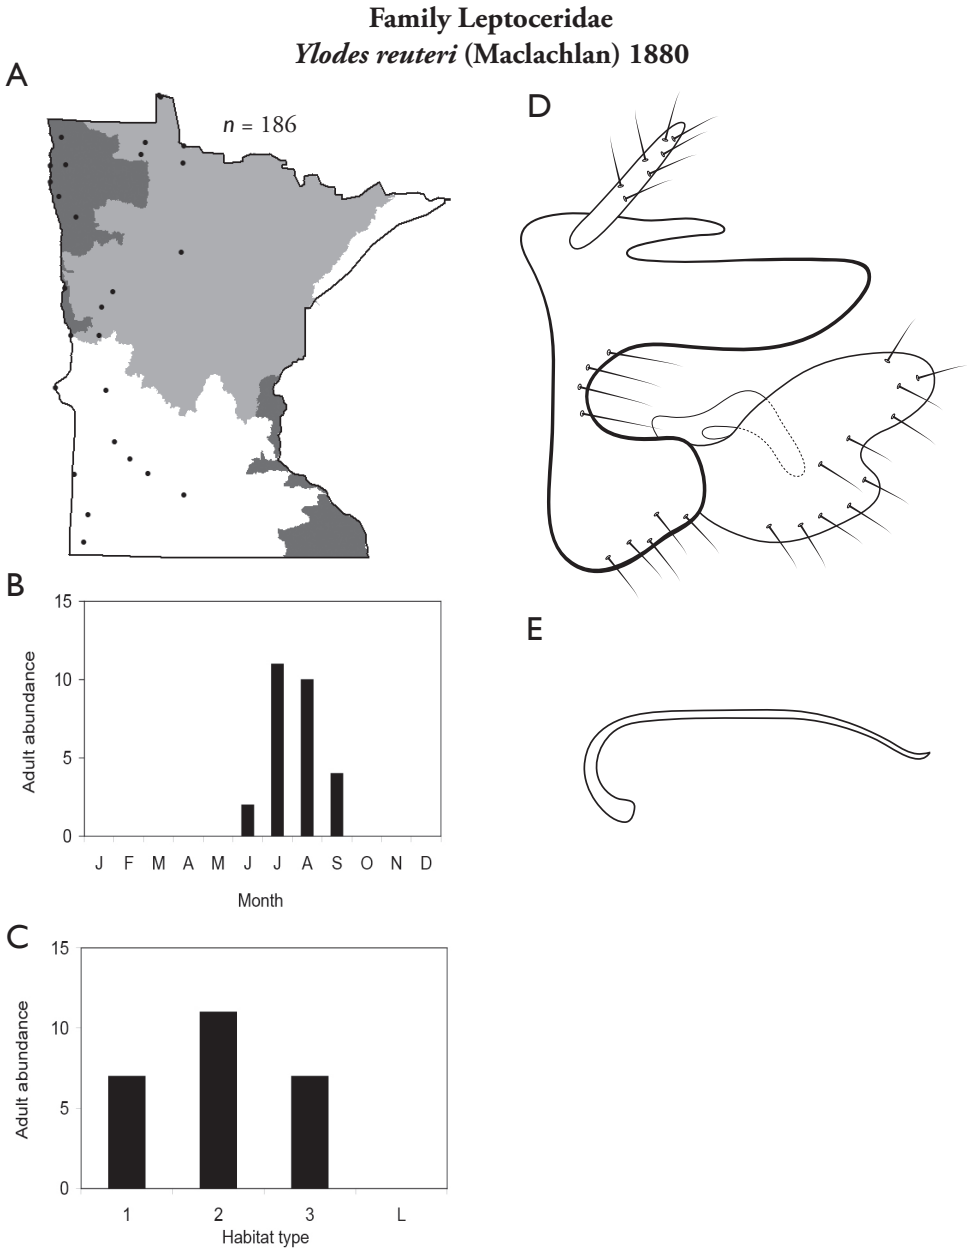 Family Leptoceridae
Ylodes reuteri (Maclachlan) 1880
A
n = 186
B
15
10
5
0
Adult abundance
J F M A M J J A S O N D
Month
C
15
10
5
0
Adult abundance
1 2 3 L
Habitat type
D
E